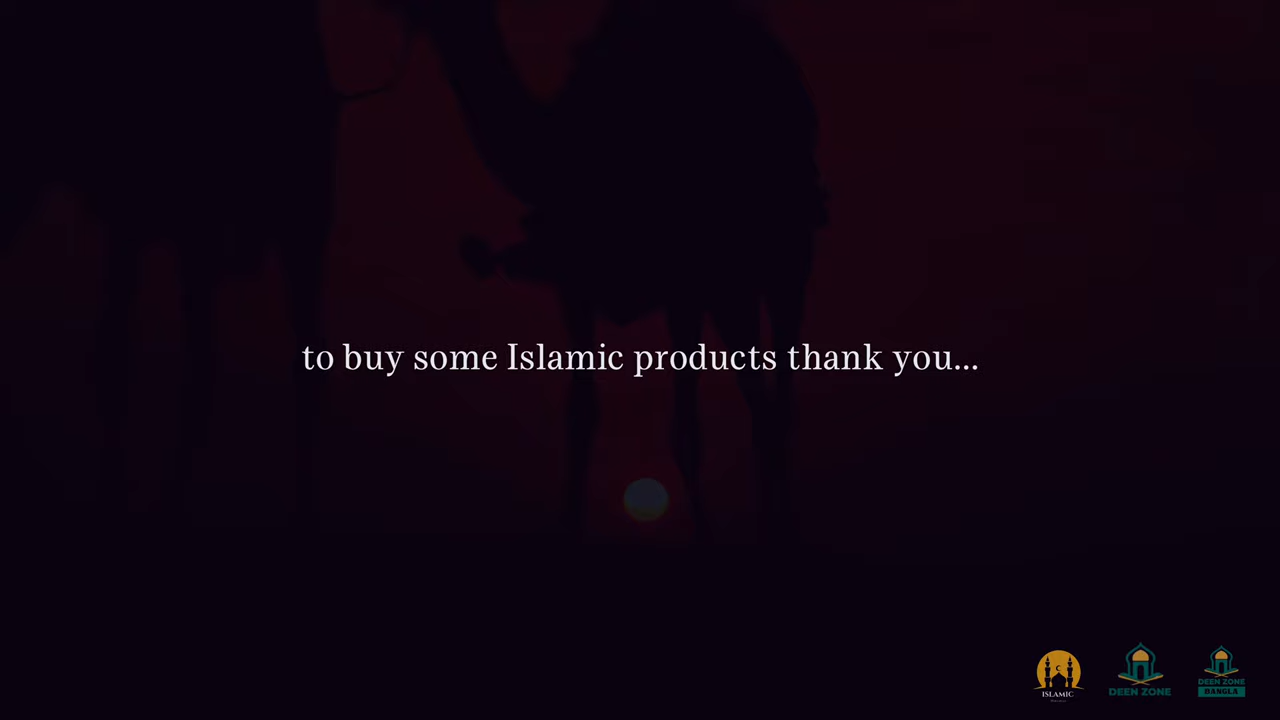 to buy some Islamic products thank you...
ISLAMIC
DEEN ZONE
DEEN ZONE
BANGLA